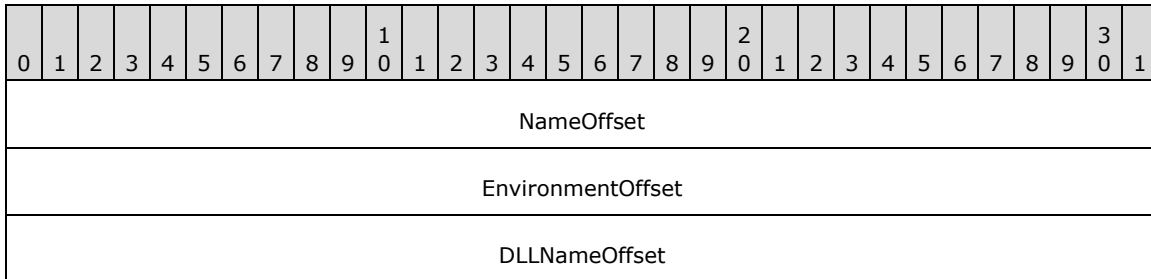 0 1 2 3 4 5 6 7 8 9 1 0 1 2 3 4 5 6 7 8 9 2 0 1 2 3 4 5 6 7 8 9 3 0 1
NameOffset
EnvironmentOffset
DLLNameOffset